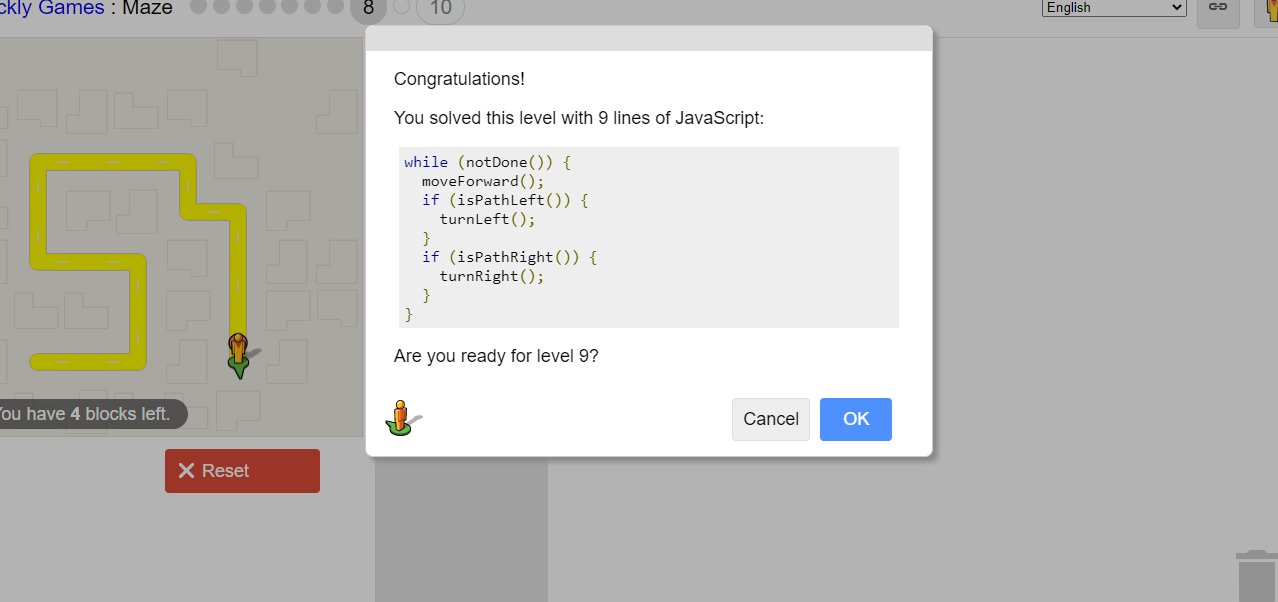 ckly Games : Maze 8 10 English
Congratulations!
You solved this level with 9 lines of JavaScript:
while (notDone()) {
  moveForward();
  if (isPathLeft()) {
    turnLeft();
  }
  if (isPathRight()) {
    turnRight();
  }
}
Are you ready for level 9?
You have 4 blocks left.
Cancel OK
Reset